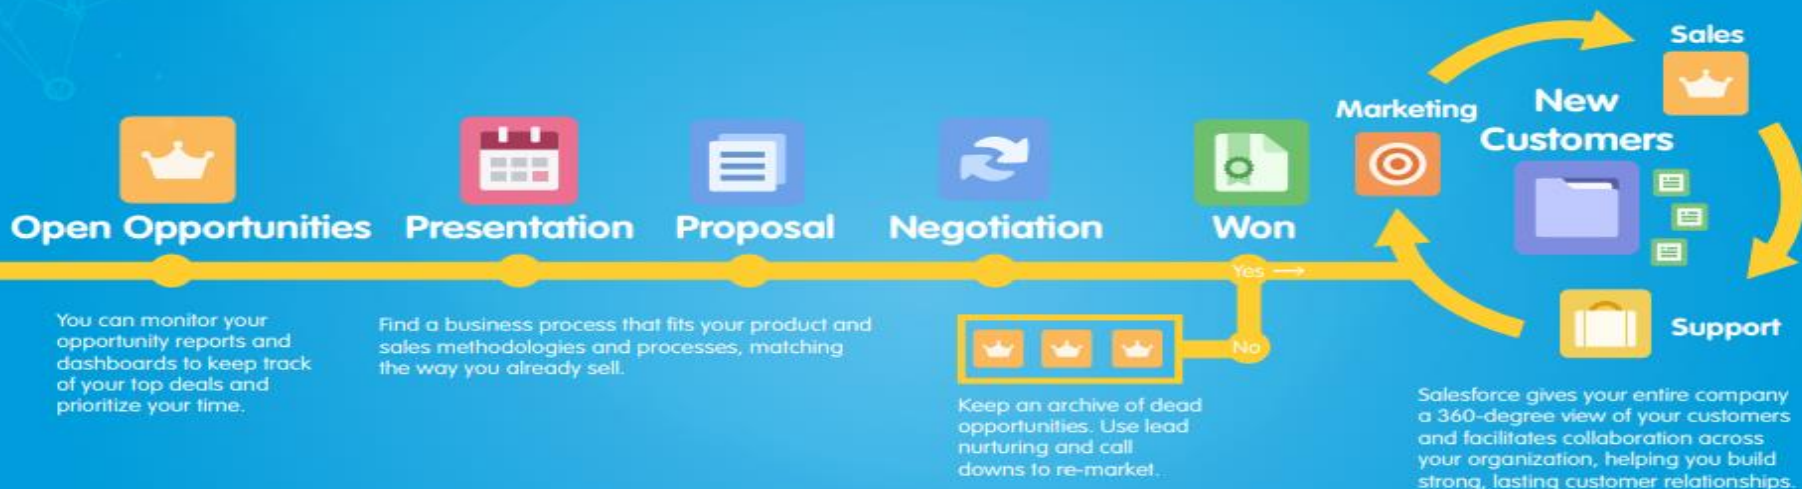 Sales
Marketing
New
Customers
Open Opportunities
Presentation
Proposal
Negotiation
Won
Yes →
You can monitor your
opportunity reports and
dashboards to keep track
of your top deals and
prioritize your time.
Find a business process that fits your product and
sales methodologies and processes, matching
the way you already sell.
No
Keep an archive of dead
opportunities. Use lead
nurturing and call
downs to re-market.
Support
Salesforce gives your entire company
a 360-degree view of your customers
and facilitates collaboration across
your organization, helping you build
strong, lasting customer relationships.